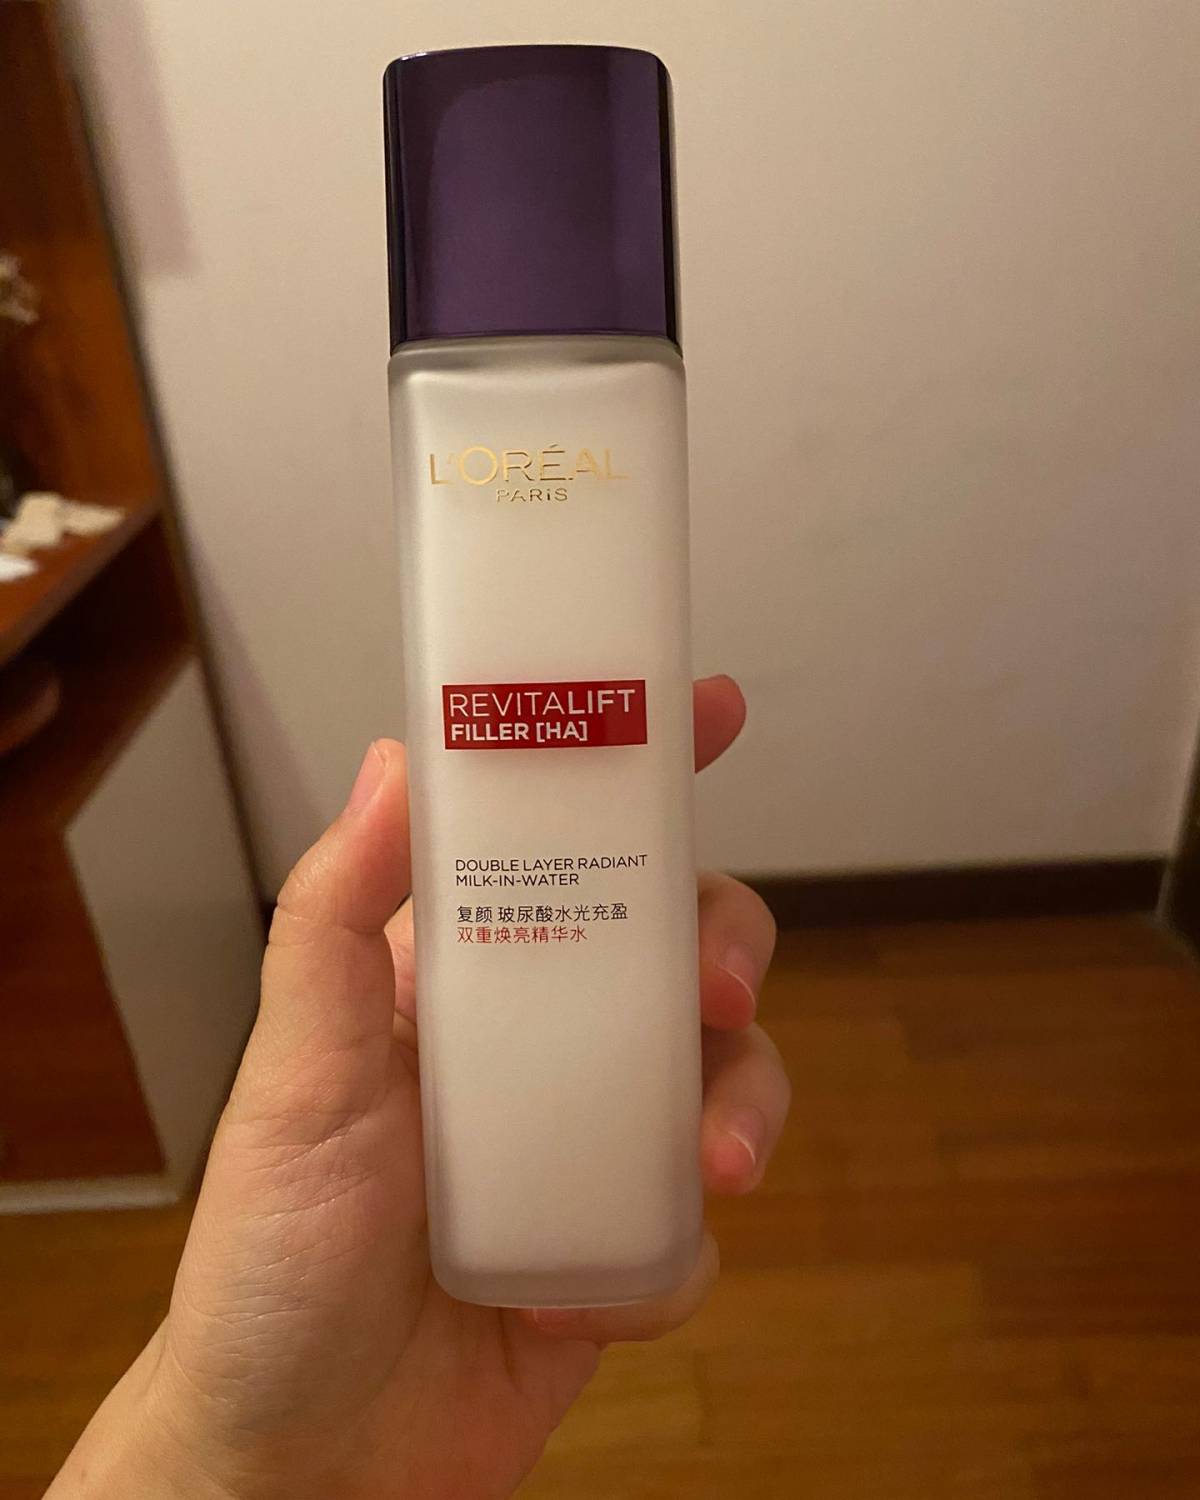 L'ORÉAL
PARiS
REVITALIFT
FILLER [HA]
DOUBLE LAYER RADIANT
MILK-IN-WATER
复颜 玻尿酸水光充盈
双重焕亮精华水